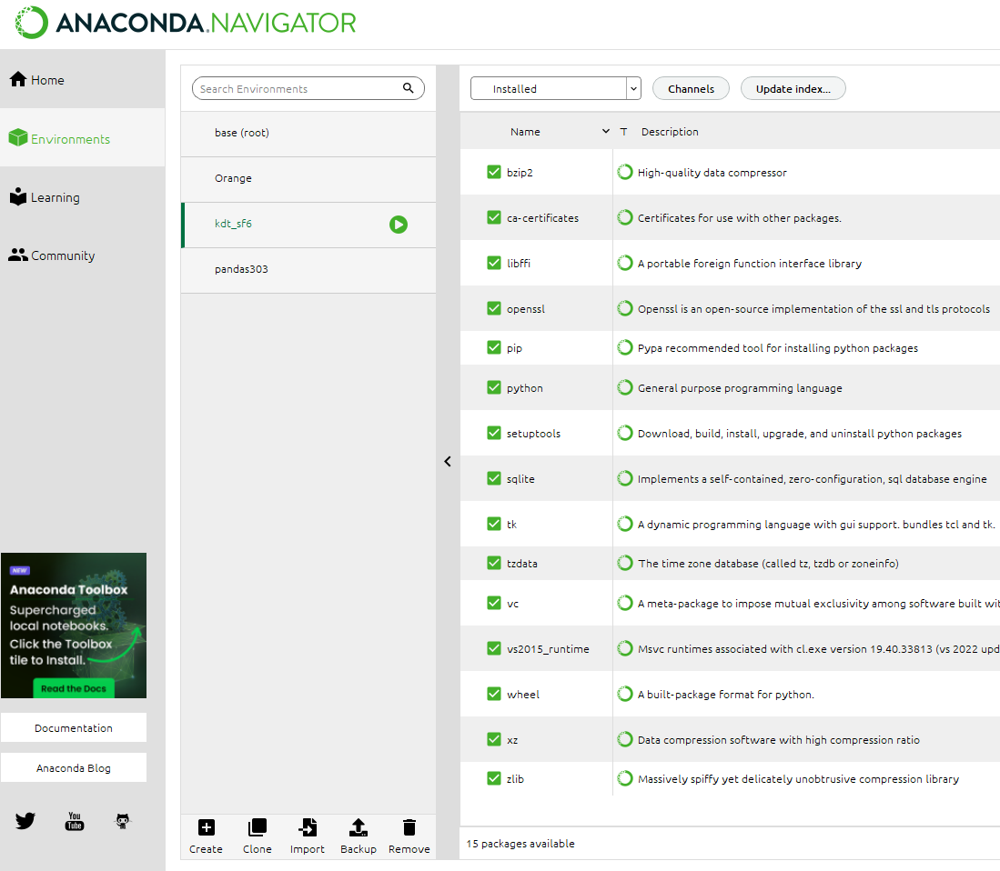 ANACONDA.NAVIGATOR
Home
Environments
Learning
Community
NEW
Anaconda Toolbox
Supercharged
local notebooks.
Click the Toolbox
tile to Install.
Read the Docs
Documentation
Anaconda Blog
You
Tube
Search Environments
base (root)
Orange
kdt_sf6
pandas303
Create Clone Import Backup Remove
Installed Channels Update index...
Name T Description
bzip2 High-quality data compressor
ca-certificates Certificates for use with other packages.
libffi A portable foreign function interface library
openssl Openssl is an open-source implementation of the ssl and tls protocols
pip Pypa recommended tool for installing python packages
python General purpose programming language
setuptools Download, build, install, upgrade, and uninstall python packages
sqlite Implements a self-contained, zero-configuration, sql database engine
tk A dynamic programming language with gui support. bundles tcl and tk.
tzdata The time zone database (called tz, tzdb or zoneinfo)
vc A meta-package to impose mutual exclusivity among software built wit
vs2015_runtime Msvc runtimes associated with cl.exe version 19.40.33813 (vs 2022 upd
wheel A built-package format for python.
xz Data compression software with high compression ratio
zlib Massively spiffy yet delicately unobtrusive compression library
15 packages available